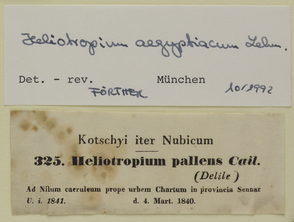 Heliotropium aegyptiacum Lehm.
Det. - rev. München 10/1992
FÖRTHER
Kotschyi iter Nubicum
325. Heliotropium pallens Cail.
(Delile)
Ad Nilum caeruleum prope urbem Chartum in provincia Sennar
U. i. 1841. d. 4. Mart. 1840.